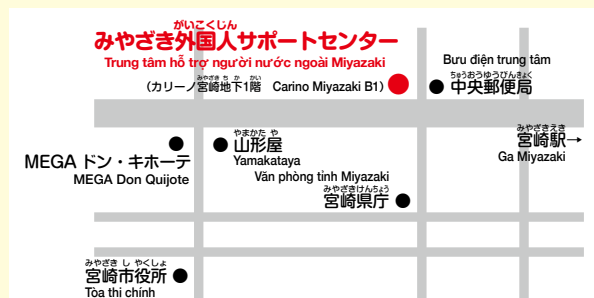 がいこくじん
みやざき外国人サポートセンター
Trung tâm hỗ trợ người nước ngoài Miyazaki
みやざき ち か かい
(カリーノ宮崎地下1階 Carino Miyazaki B1)
Bưu điện trung tâm
ちゅうおうゆうびんきょく
中央郵便局
みやざきえき
宮崎駅→
Ga Miyazaki
MEGA ドン・キホーテ
MEGA Don Quijote
やまかた や
山形屋
Yamakataya
Văn phòng tỉnh Miyazaki
みやざきけんちょう
宮崎県庁
みやざき し やくしょ
宮崎市役所
Tòa thị chính